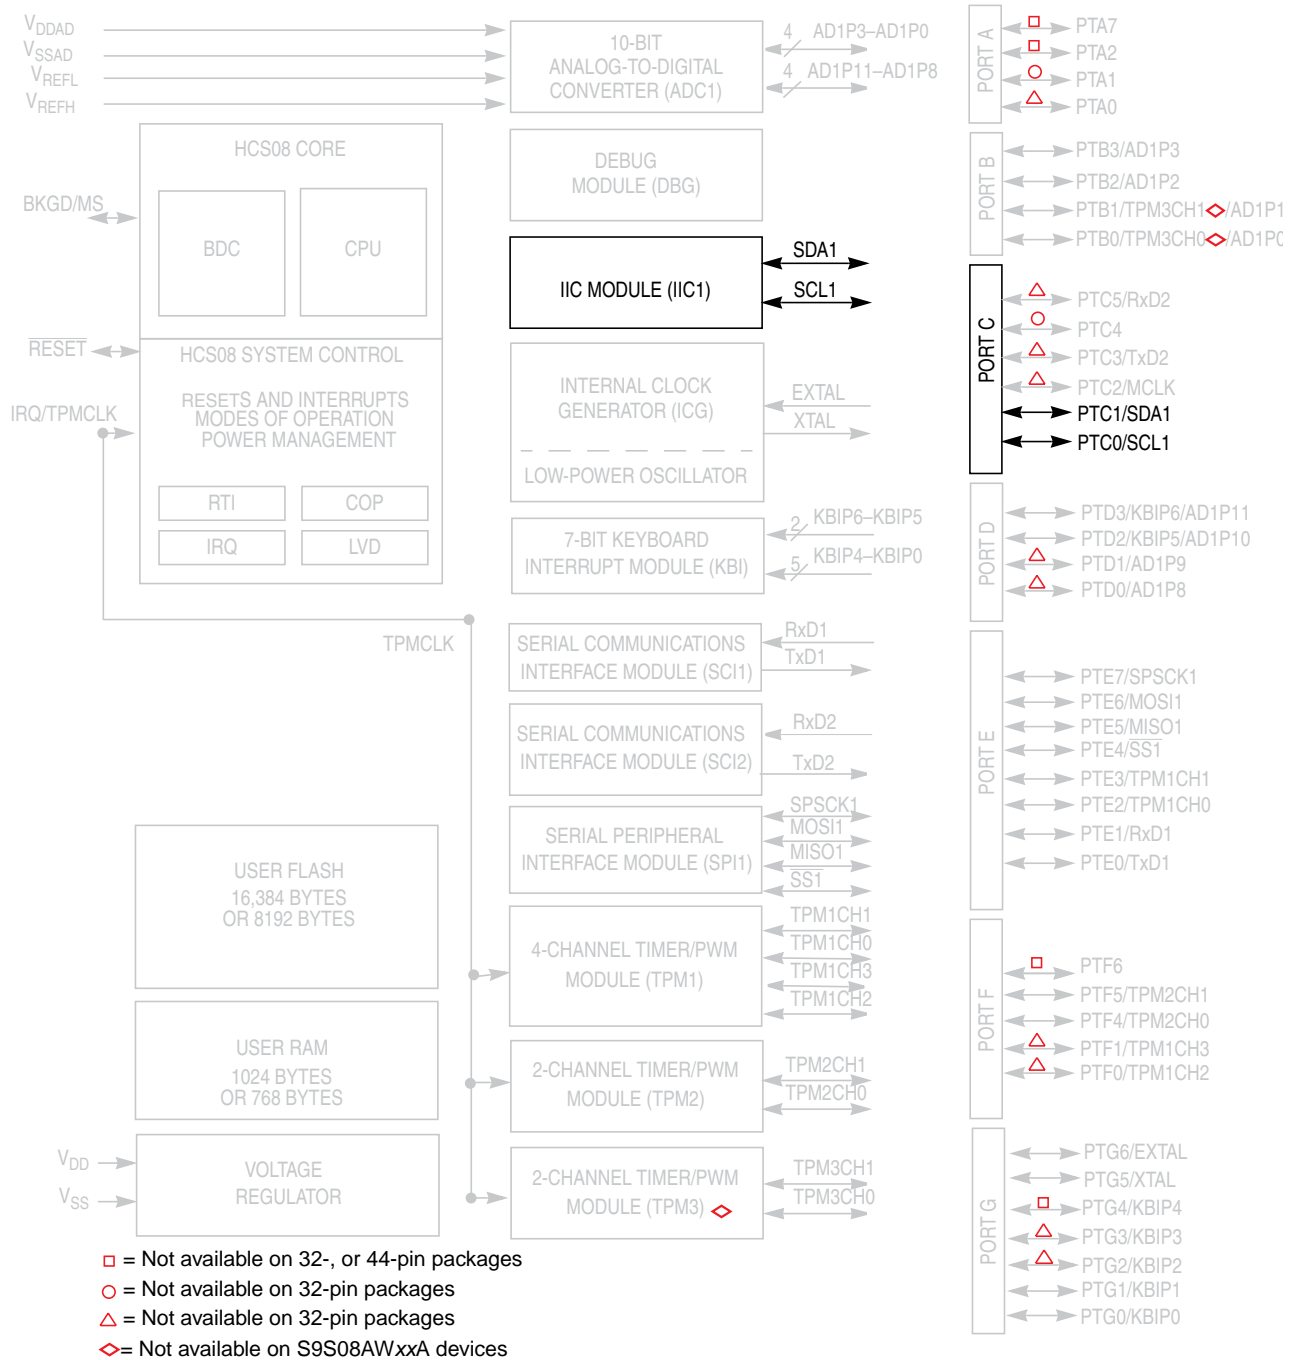 VDDAD
VSSAD
VREFL
VREFH
10-BIT
ANALOG-TO-DIGITAL
CONVERTER (ADC1)
4 AD1P3–AD1P0
4 AD1P11–AD1P8
HCS08 CORE
BDC
CPU
BKGD/MS
DEBUG
MODULE (DBG)
IIC MODULE (IIC1)
SDA1
SCL1
RESET
HCS08 SYSTEM CONTROL
RESETS AND INTERRUPTS
MODES OF OPERATION
POWER MANAGEMENT
IRQ/TPMCLK
RTI
COP
IRQ
LVD
INTERNAL CLOCK
GENERATOR (ICG)
EXTAL
XTAL
LOW-POWER OSCILLATOR
7-BIT KEYBOARD
INTERRUPT MODULE (KBI)
2 KBIP6–KBIP5
5 KBIP4–KBIP0
TPMCLK
SERIAL COMMUNICATIONS
INTERFACE MODULE (SCI1)
RxD1
TxD1
SERIAL COMMUNICATIONS
INTERFACE MODULE (SCI2)
RxD2
TxD2
SERIAL PERIPHERAL
INTERFACE MODULE (SPI1)
SPSCK1
MOSI1
MISO1
SS1
USER FLASH
16,384 BYTES
OR 8192 BYTES
4-CHANNEL TIMER/PWM
MODULE (TPM1)
TPM1CH1
TPM1CH0
TPM1CH3
TPM1CH2
USER RAM
1024 BYTES
OR 768 BYTES
2-CHANNEL TIMER/PWM
MODULE (TPM2)
TPM2CH1
TPM2CH0
VDD
VSS
VOLTAGE
REGULATOR
2-CHANNEL TIMER/PWM
MODULE (TPM3)
TPM3CH1
TPM3CH0
PORT A
PTA7
PTA2
PTA1
PTA0
PORT B
PTB3/AD1P3
PTB2/AD1P2
PTB1/TPM3CH1/AD1P1
PTB0/TPM3CH0/AD1P0
PORT C
PTC5/RxD2
PTC4
PTC3/TxD2
PTC2/MCLK
PTC1/SDA1
PTC0/SCL1
PORT D
PTD3/KBIP6/AD1P11
PTD2/KBIP5/AD1P10
PTD1/AD1P9
PTD0/AD1P8
PORT E
PTE7/SPSCK1
PTE6/MOSI1
PTE5/MISO1
PTE4/SS1
PTE3/TPM1CH1
PTE2/TPM1CH0
PTE1/RxD1
PTE0/TxD1
PORT F
PTF6
PTF5/TPM2CH1
PTF4/TPM2CH0
PTF1/TPM1CH3
PTF0/TPM1CH2
PORT G
PTG6/EXTAL
PTG5/XTAL
PTG4/KBIP4
PTG3/KBIP3
PTG2/KBIP2
PTG1/KBIP1
PTG0/KBIP0
= Not available on 32-, or 44-pin packages
= Not available on 32-pin packages
= Not available on 32-pin packages
= Not available on S9S08AWxxA devices